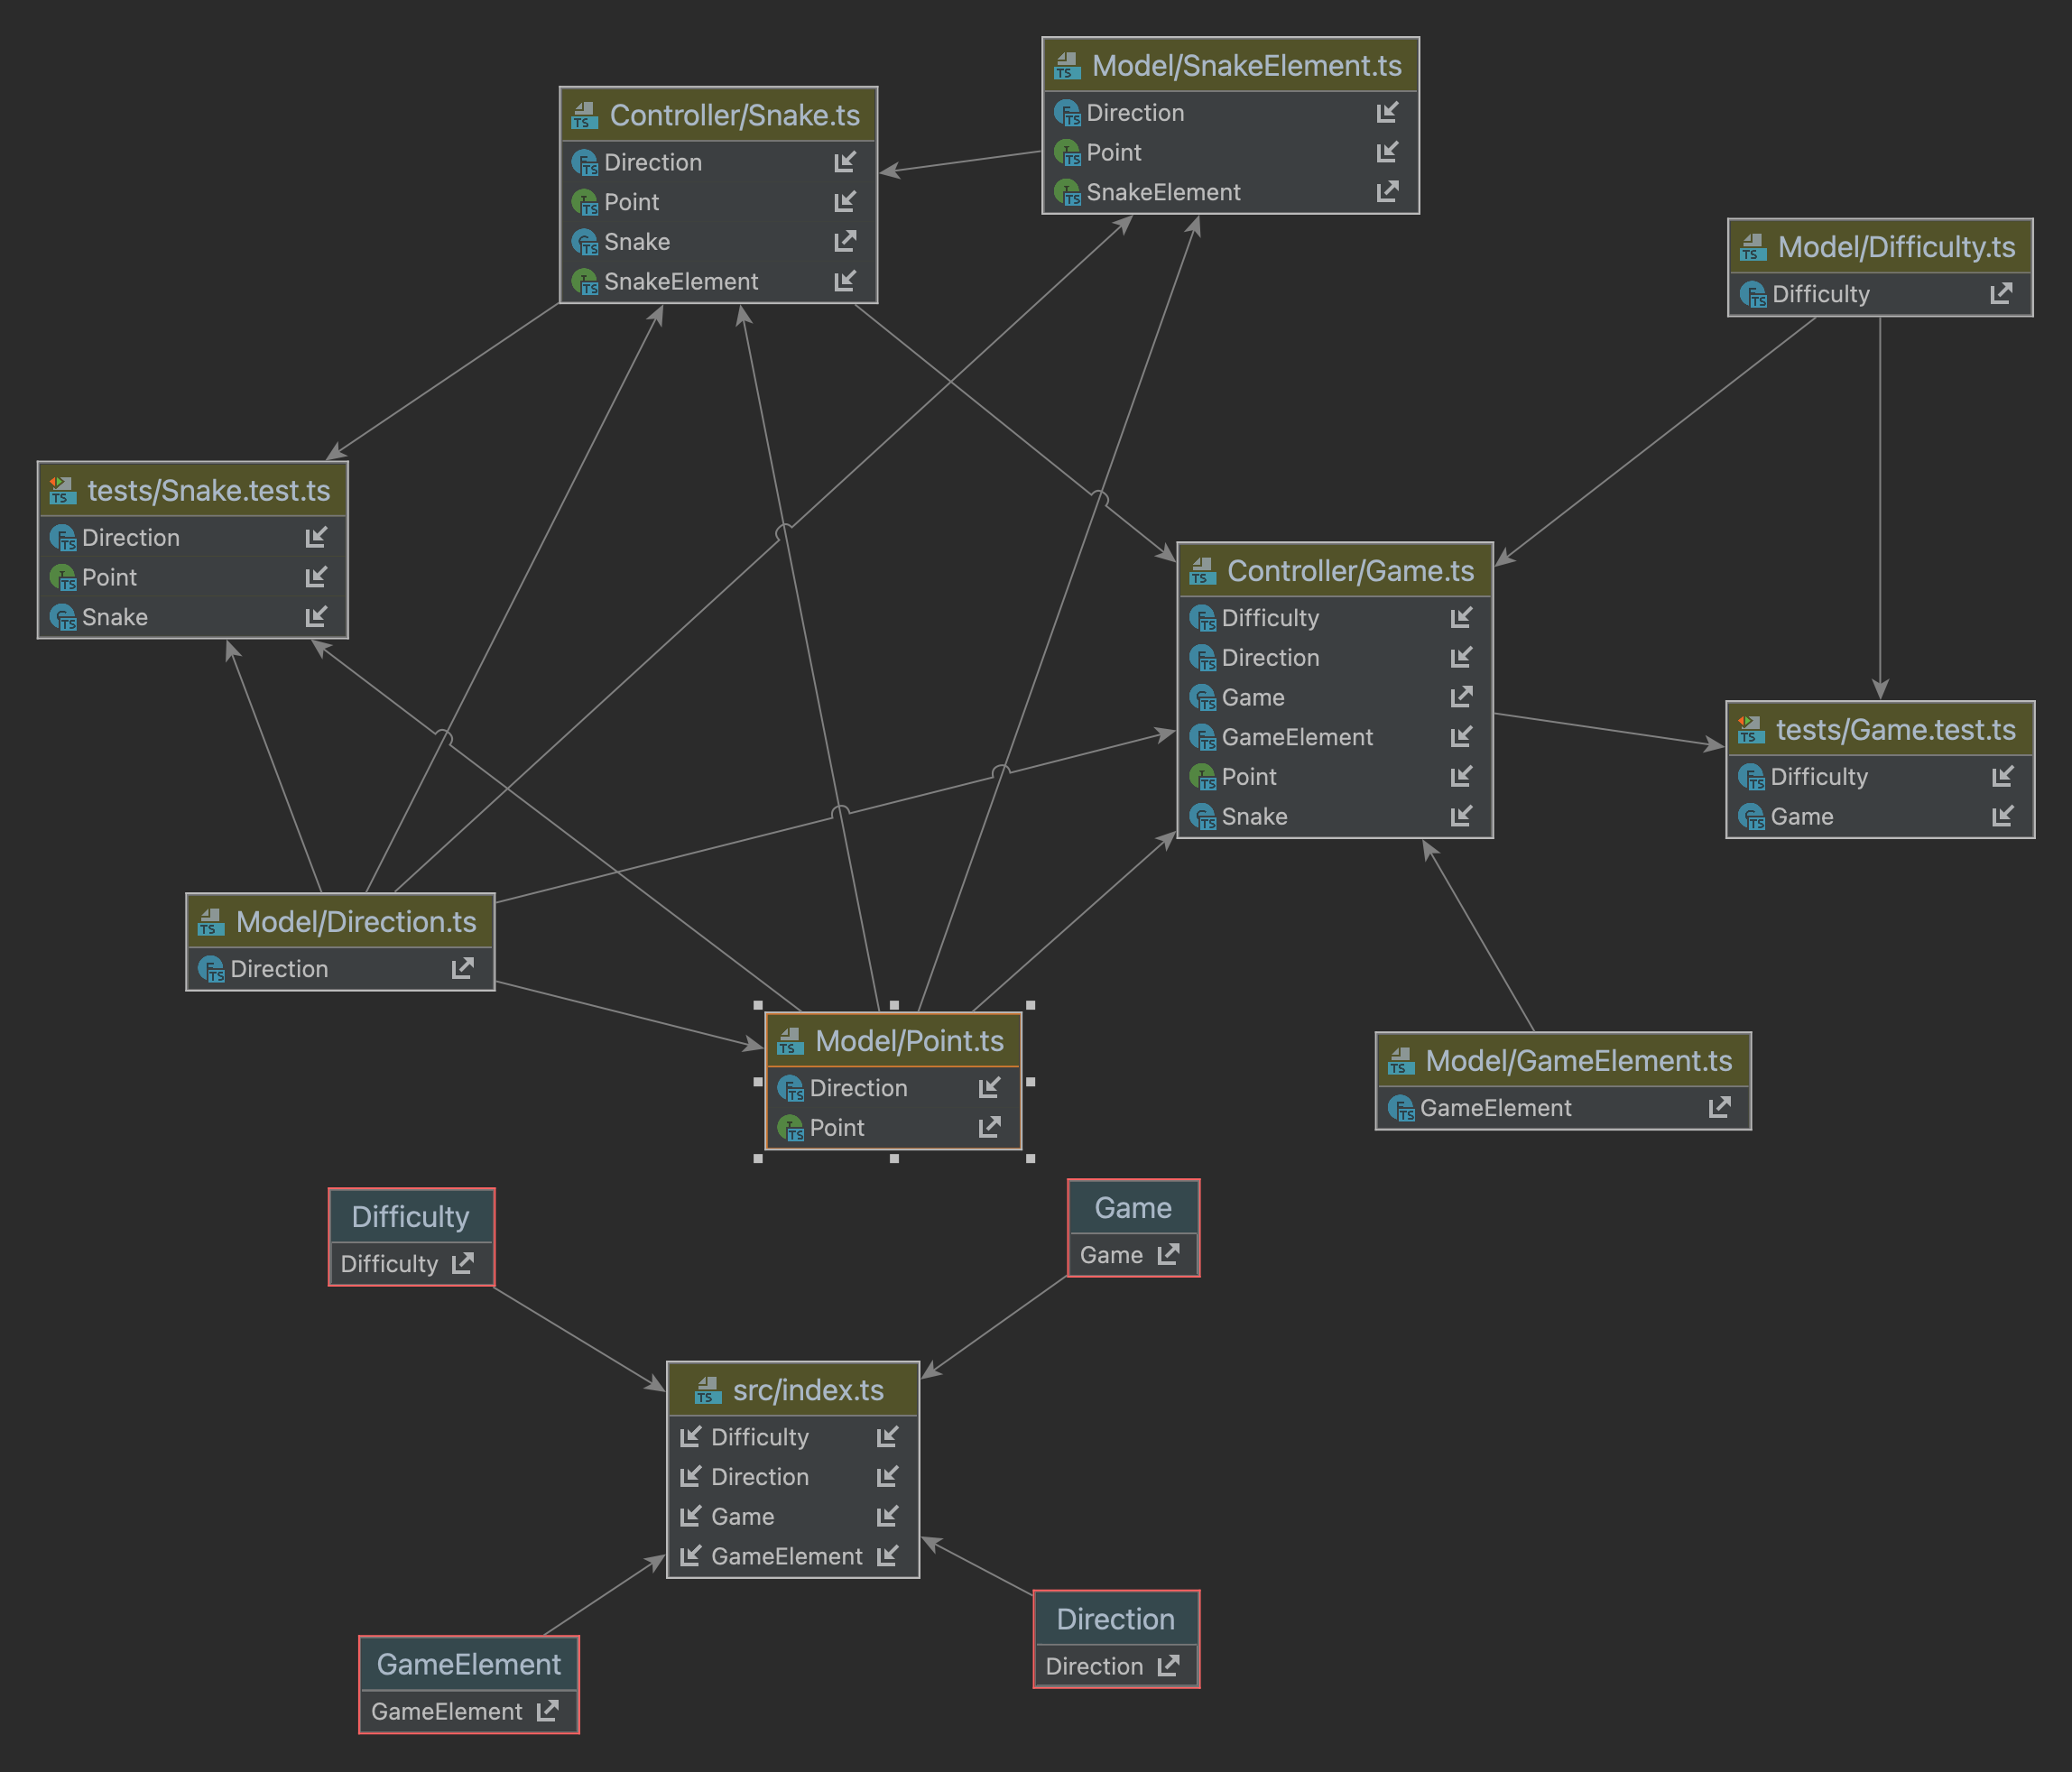 Model/SnakeElement.ts
Direction
Point
SnakeElement
Controller/Snake.ts
Direction
Point
Snake
SnakeElement
Model/Difficulty.ts
Difficulty
tests/Snake.test.ts
Direction
Point
Snake
Controller/Game.ts
Difficulty
Direction
Game
GameElement
Point
Snake
tests/Game.test.ts
Difficulty
Game
Model/Direction.ts
Direction
Model/Point.ts
Direction
Point
Model/GameElement.ts
GameElement
Difficulty
Difficulty
Game
Game
src/index.ts
Difficulty
Direction
Game
GameElement
Direction
Direction
GameElement
GameElement